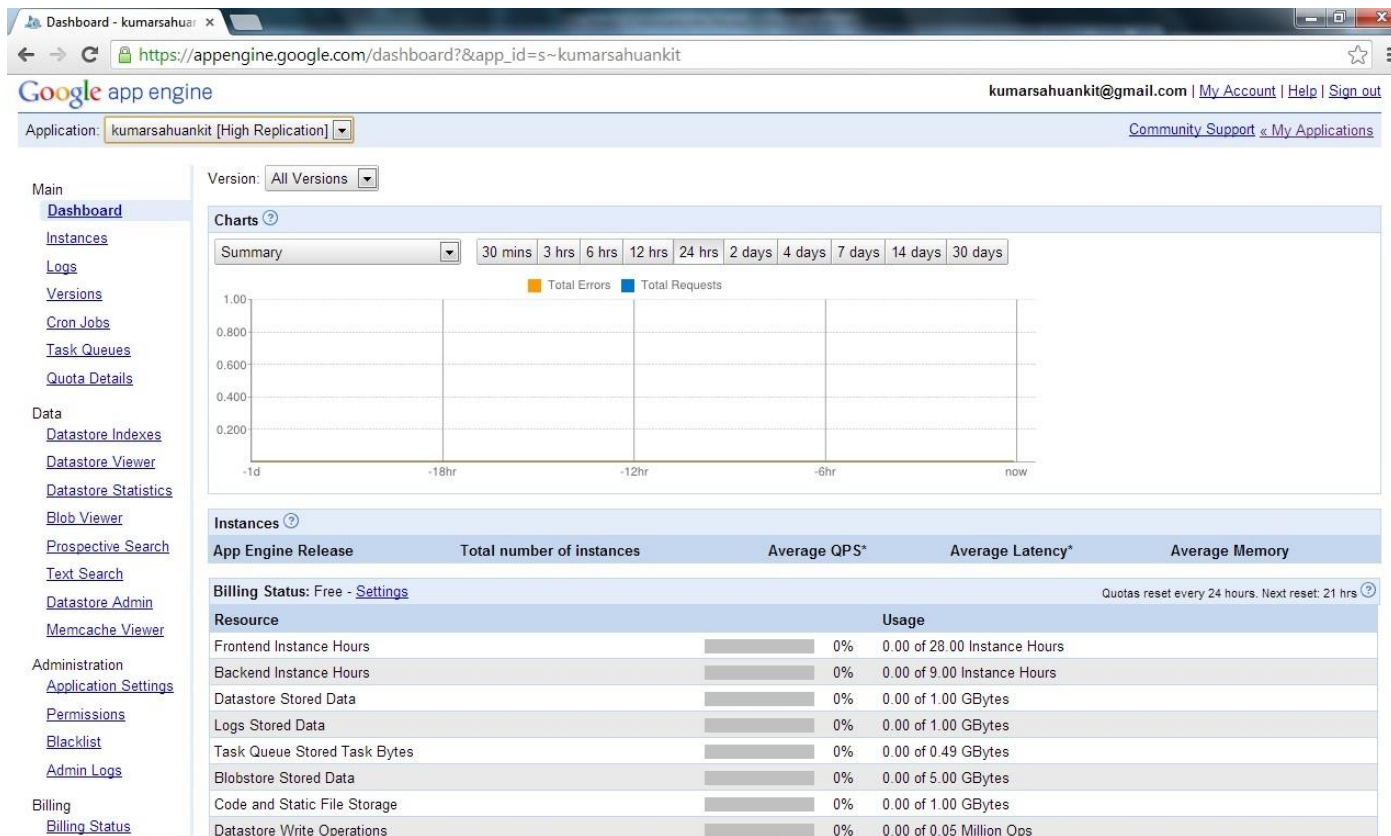 Dashboard - kumarsahuan
https://appengine.google.com/dashboard?&app_id=s~kumarsahuankit
Google app engine
kumarsahuankit@gmail.com | My Account | Help | Sign out
Application: kumarsahuankit [High Replication]
Community Support « My Applications
Main
Dashboard
Instances
Logs
Versions
Cron Jobs
Task Queues
Quota Details
Data
Datastore Indexes
Datastore Viewer
Datastore Statistics
Blob Viewer
Prospective Search
Text Search
Datastore Admin
Memcache Viewer
Administration
Application Settings
Permissions
Blacklist
Admin Logs
Billing
Billing Status
Version: All Versions
Charts ?
Summary 30 mins 3 hrs 6 hrs 12 hrs 24 hrs 2 days 4 days 7 days 14 days 30 days
Total Errors Total Requests
1.00
0.800
0.600
0.400
0.200
-1d -18hr -12hr -6hr now
Instances ?
App Engine Release Total number of instances Average QPS* Average Latency* Average Memory
Billing Status: Free - Settings Quotas reset every 24 hours. Next reset: 21 hrs ?
Resource Usage
Frontend Instance Hours 0% 0.00 of 28.00 Instance Hours
Backend Instance Hours 0% 0.00 of 9.00 Instance Hours
Datastore Stored Data 0% 0.00 of 1.00 GBytes
Logs Stored Data 0% 0.00 of 1.00 GBytes
Task Queue Stored Task Bytes 0% 0.00 of 0.49 GBytes
Blobstore Stored Data 0% 0.00 of 5.00 GBytes
Code and Static File Storage 0% 0.00 of 1.00 GBytes
Datastore Write Operations 0% 0.00 of 0.05 Million Ops